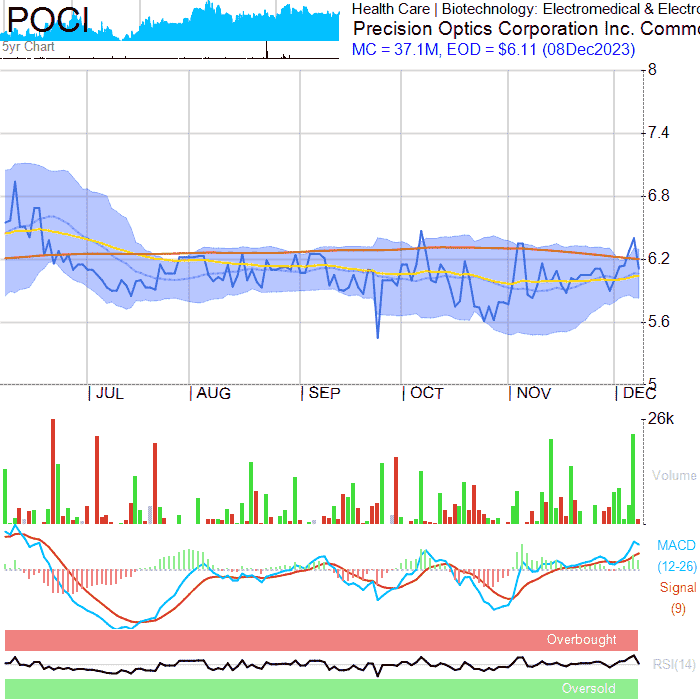 POCI
5yr Chart
Health Care | Biotechnology: Electromedical & Electro
Precision Optics Corporation Inc. Commo
MC = 37.1M, EOD = $6.11 (08Dec2023)
8
7.4
6.8
6.2
5.6
5
JUL AUG SEP OCT NOV DEC
26k
Volume
MACD
(12-26)
Signal
(9)
Overbought
RSI(14)
Oversold